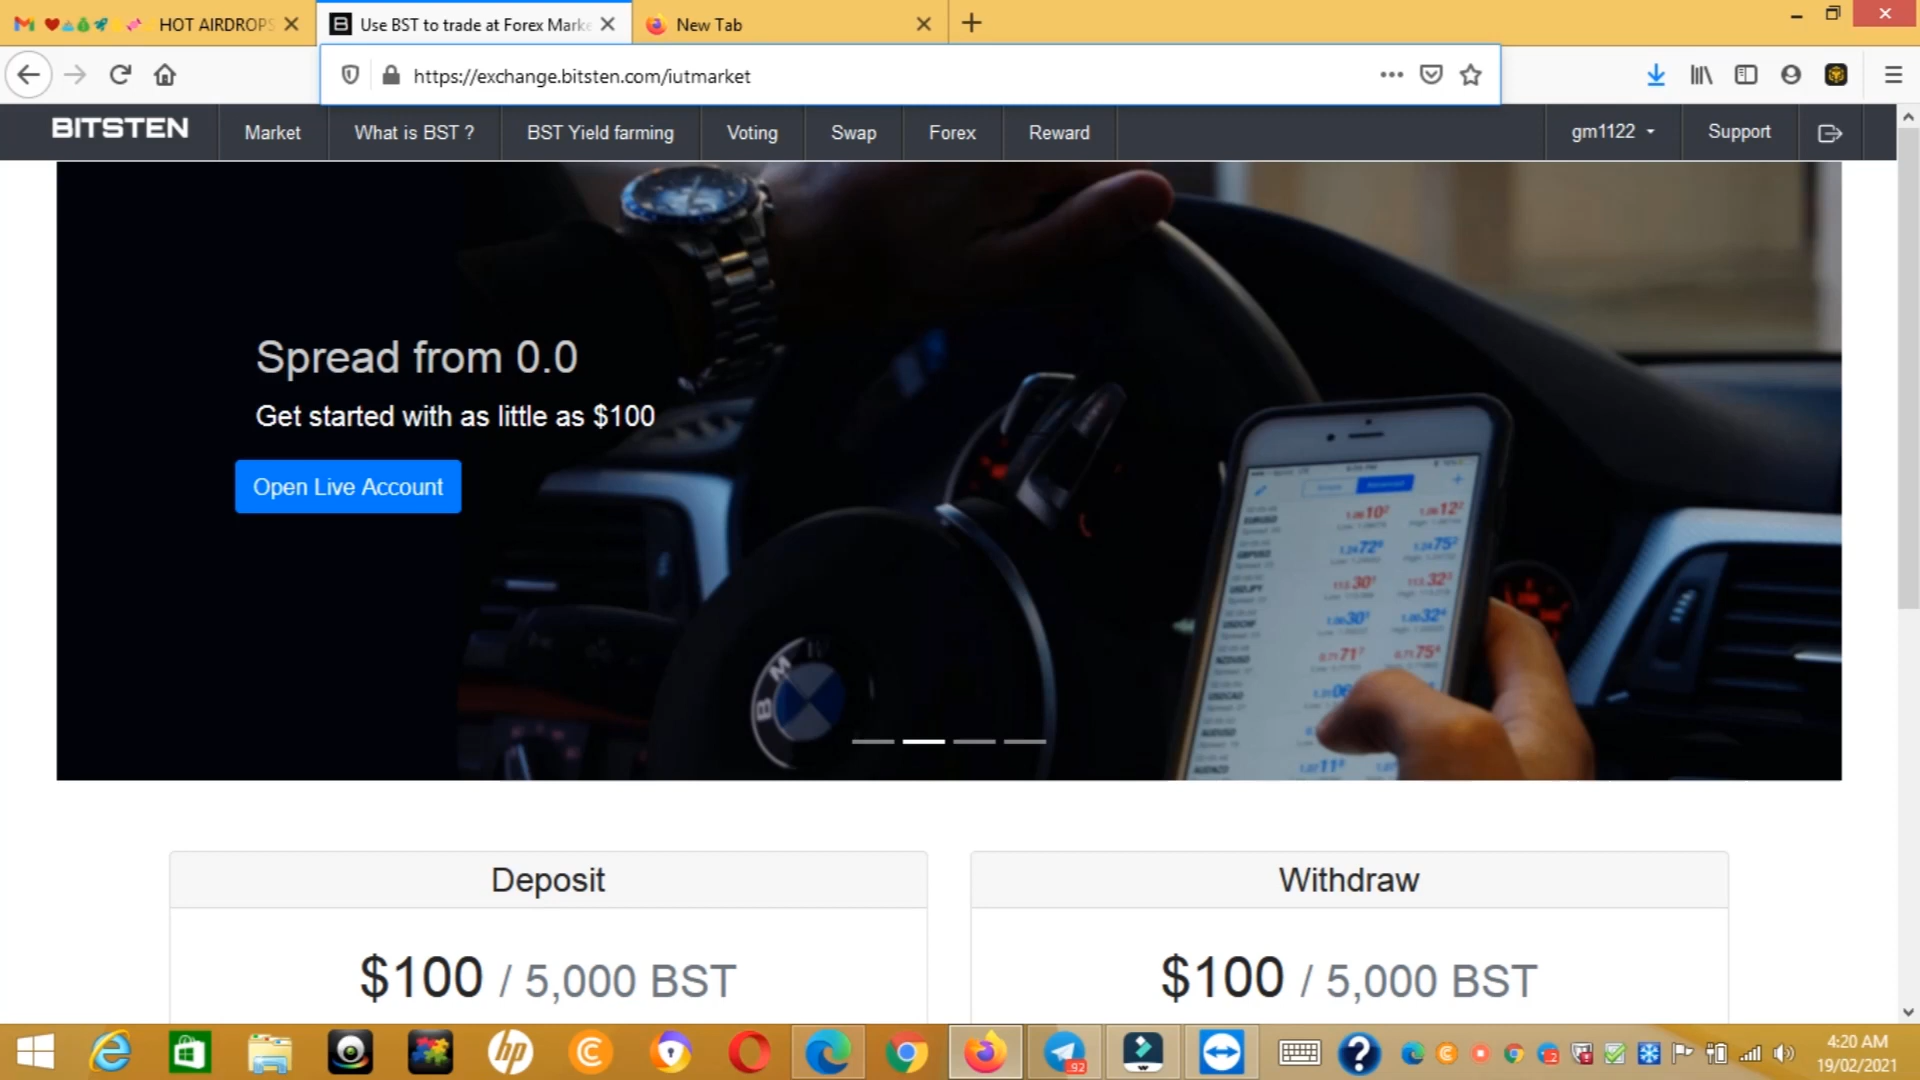 HOT AIRDROPS
Use BST to trade at Forex Marke
New Tab
https://exchange.bitsten.com/iutmarket
BITSTEN
Market
What is BST ?
BST Yield farming
Voting
Swap
Forex
Reward
gm1122
Support
Spread from 0.0
Get started with as little as $100
Open Live Account
BMW
Deposit
Withdraw
$100 / 5,000 BST
$100 / 5,000 BST
4:20 AM
19/02/2021